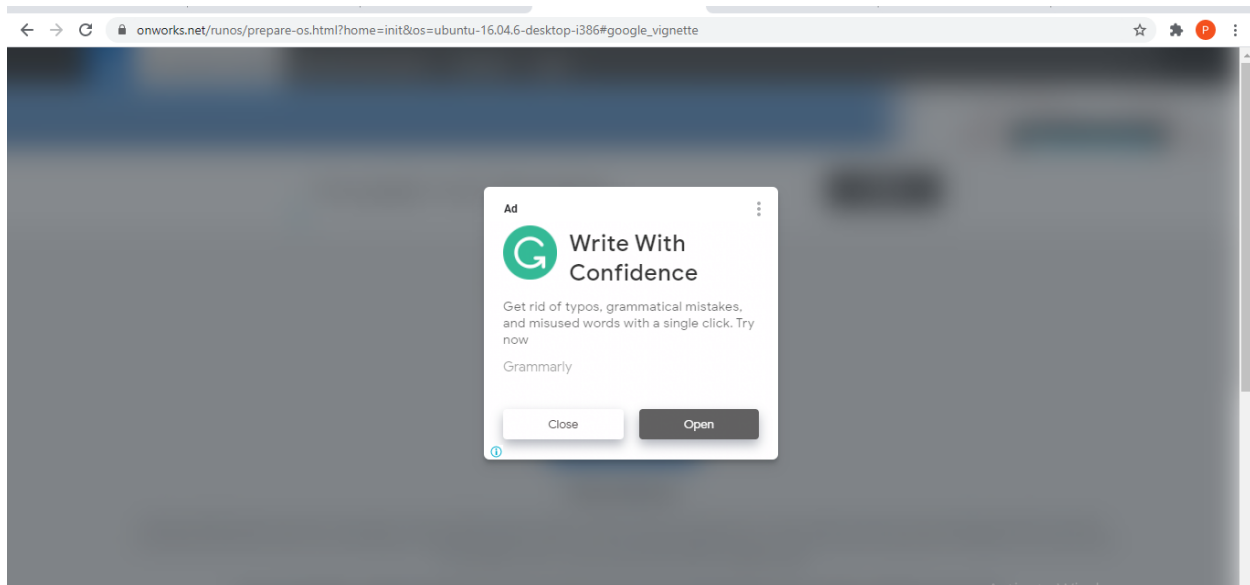 onworks.net/runos/prepare-os.html?home=init&os=ubuntu-16.04.6-desktop-i386#google_vignette
P
Ad
Write With
Confidence
Get rid of typos, grammatical mistakes,
and misused words with a single click. Try
now
Grammarly
Close
Open